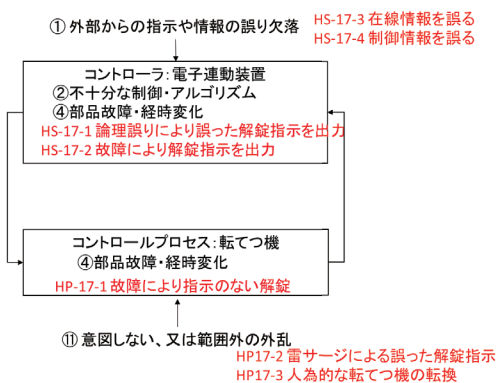 ① 外部からの指示や情報の誤り欠落
HS-17-3 在線情報を誤る
HS-17-4 制御情報を誤る
コントローラ：電子連動装置
②不十分な制御・アルゴリズム
④部品故障・経時変化
HS-17-1 論理誤りにより誤った解錠指示を出力
HS-17-2 故障により解錠指示を出力
コントロールプロセス：転てつ機
④部品故障・経時変化
HP-17-1 故障により指示のない解錠
⑪ 意図しない、又は範囲外の外乱
HP17-2 雷サージによる誤った解錠指示
HP17-3 人為的な転てつ機の転換